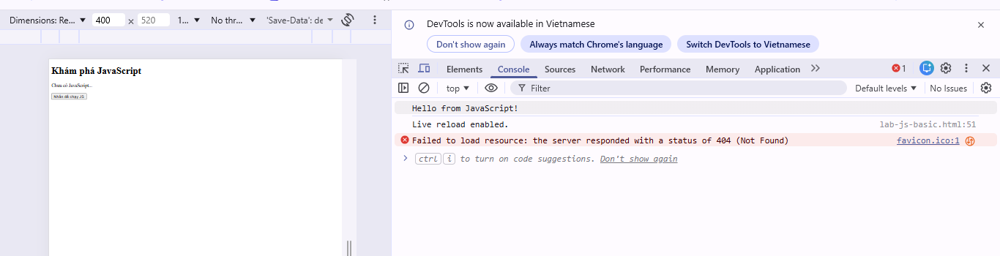 DevTools is now available in Vietnamese
Don't show again Always match Chrome's language Switch DevTools to Vietnamese
Dimensions: Re... 400 × 520 1... No thr... 'Save-Data': de
Elements Console Sources Network Performance Memory Application 1
top Filter Default levels No Issues
Khám phá JavaScript
Chưa có JavaScript...
Nhấn để chạy JS
Hello from JavaScript!
Live reload enabled. lab-js-basic.html:51
Failed to load resource: the server responded with a status of 404 (Not Found) favicon.ico:1
ctrl i to turn on code suggestions. Don't show again